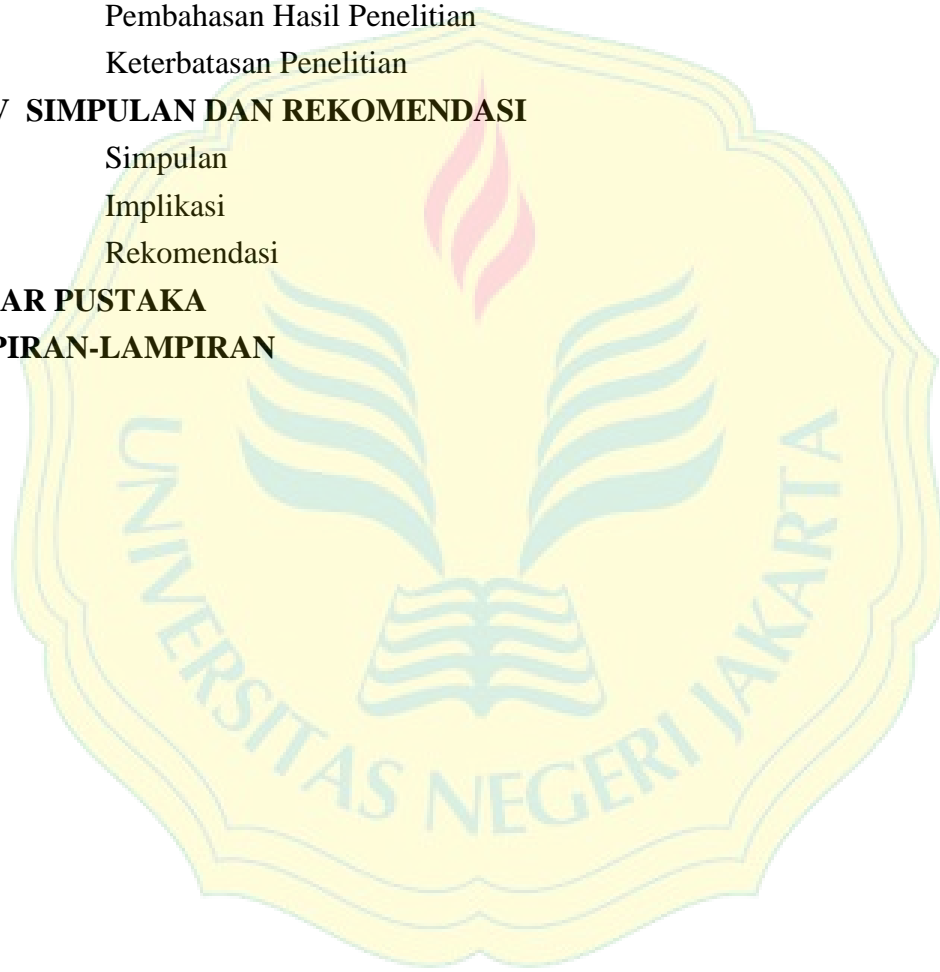 Pembahasan Hasil Penelitian
Keterbatasan Penelitian
V SIMPULAN DAN REKOMENDASI
Simpulan
Implikasi
Rekomendasi
AR PUSTAKA
PIRAN-LAMPIRAN
UNIVERSITAS NEGERI JAKARTA